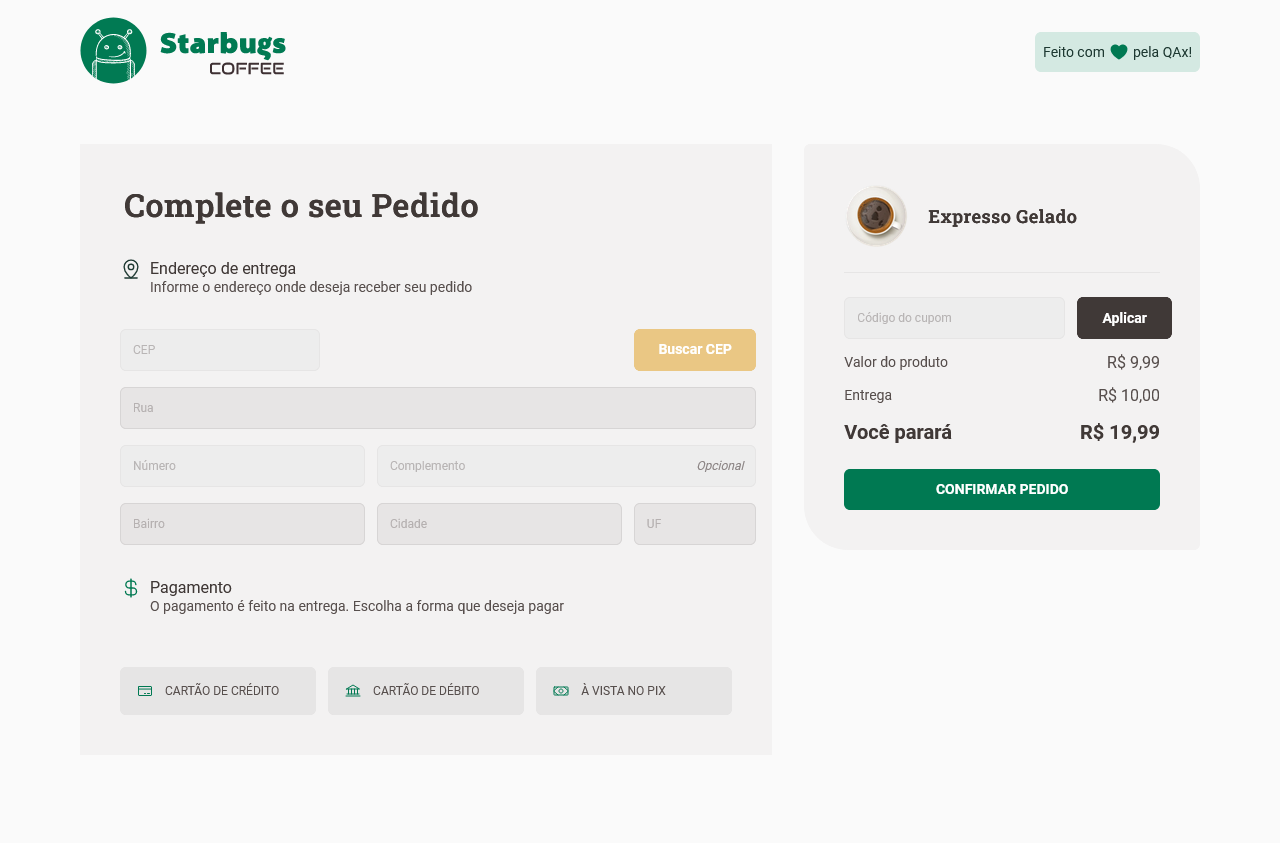 Starbugs
COFFEE
Feito com pela QAx!
Complete o seu Pedido
Endereço de entrega
Informe o endereço onde deseja receber seu pedido
CEP
Buscar CEP
Rua
Número
Complemento
Opcional
Bairro
Cidade
UF
Pagamento
O pagamento é feito na entrega. Escolha a forma que deseja pagar
CARTÃO DE CRÉDITO
CARTÃO DE DÉBITO
À VISTA NO PIX
Expresso Gelado
Código do cupom
Aplicar
Valor do produto R$ 9,99
Entrega R$ 10,00
Você parará R$ 19,99
CONFIRMAR PEDIDO